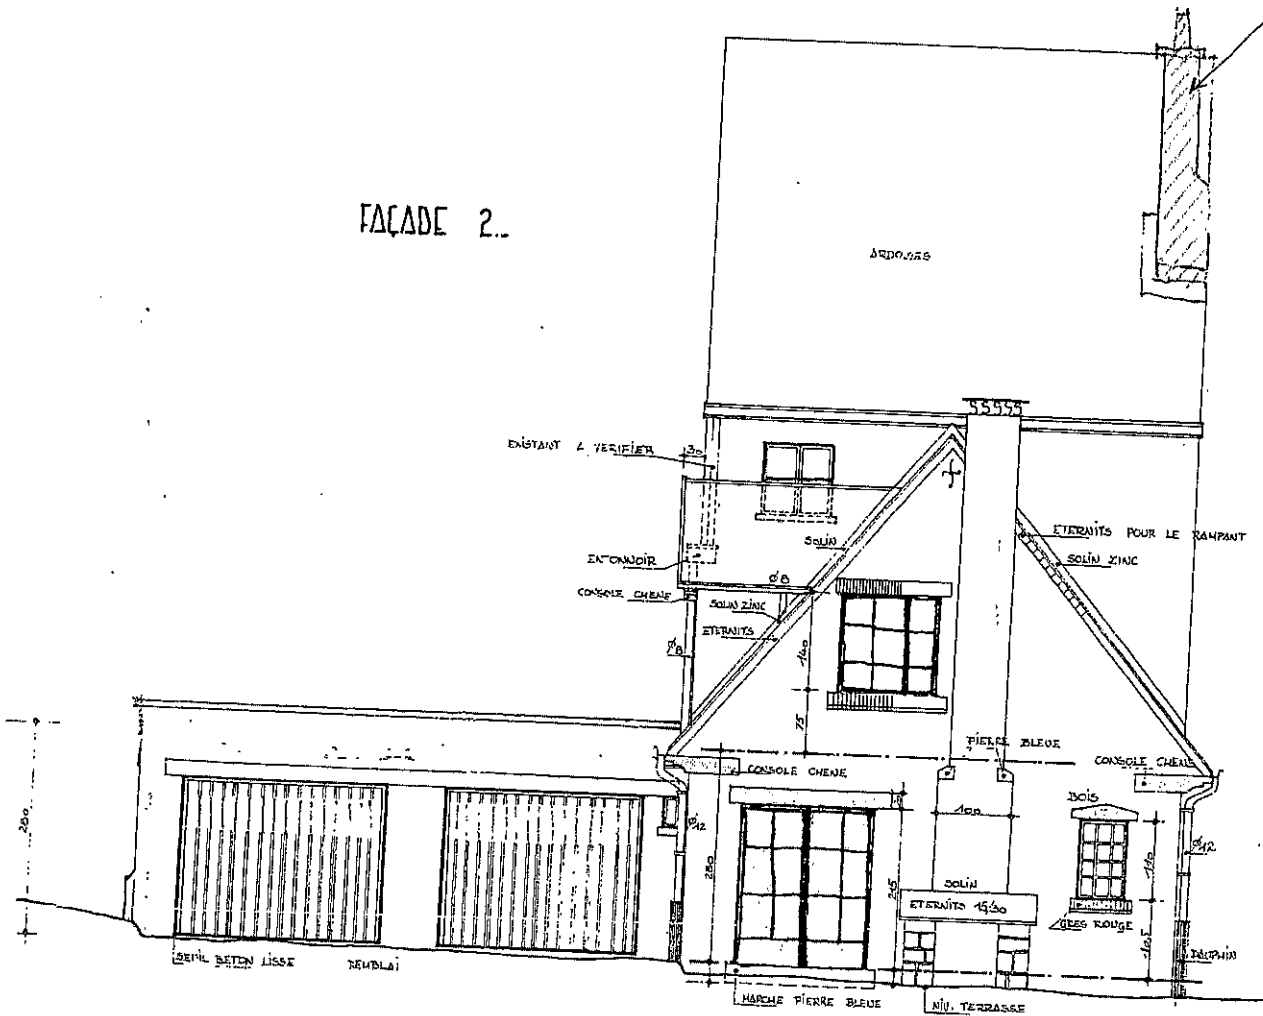 FAÇADE 2..
ARDOISES
EXISTANT A VERIFIER
30
SOLIN
ETERNITS POUR LE RAMPANT
SOLIN ZINC
ENTONNOIR
Ø8
CONSOLE CHENE
SOLIN ZINC
ETERNITS
Ø8
140
75
PIERRE BLEUE
CONSOLE CHENE
CONSOLE CHENE
BOIS
100
280
Ø12
280
215
110
Ø12
SOLIN
ETERNITS 15/30
GRES ROUGE
105
DAUPHIN
SEUIL BETON LISSE
REMBLAI
MARCHE PIERRE BLEUE
NIV. TERRASSE